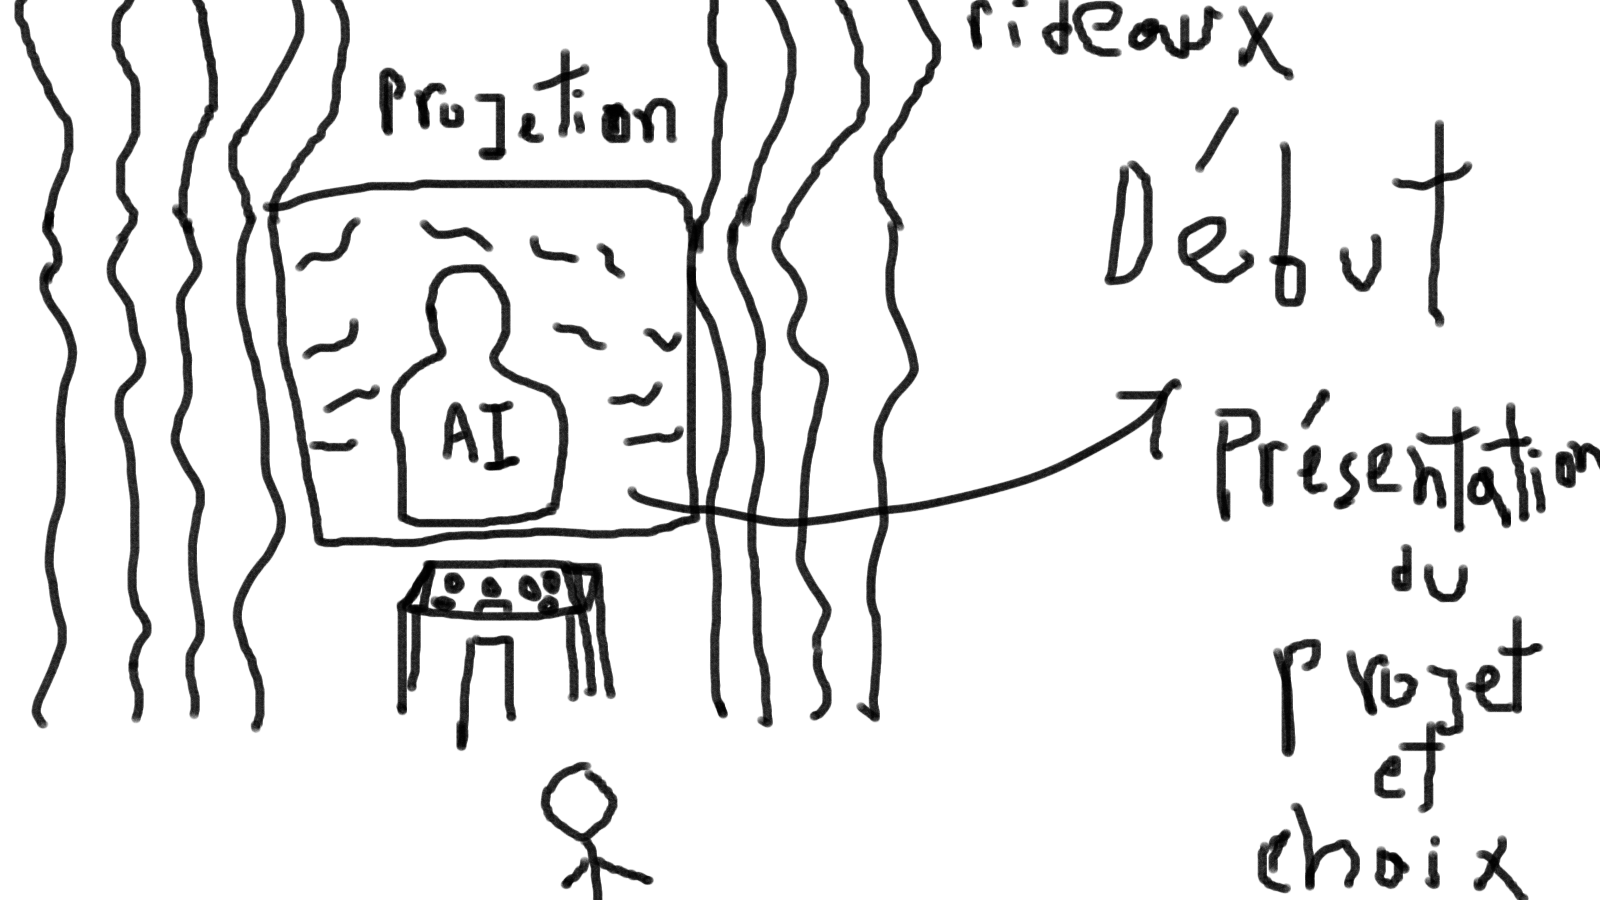 rideaux
Projetion
Début
AI
Présentation
du
projet
et
choix